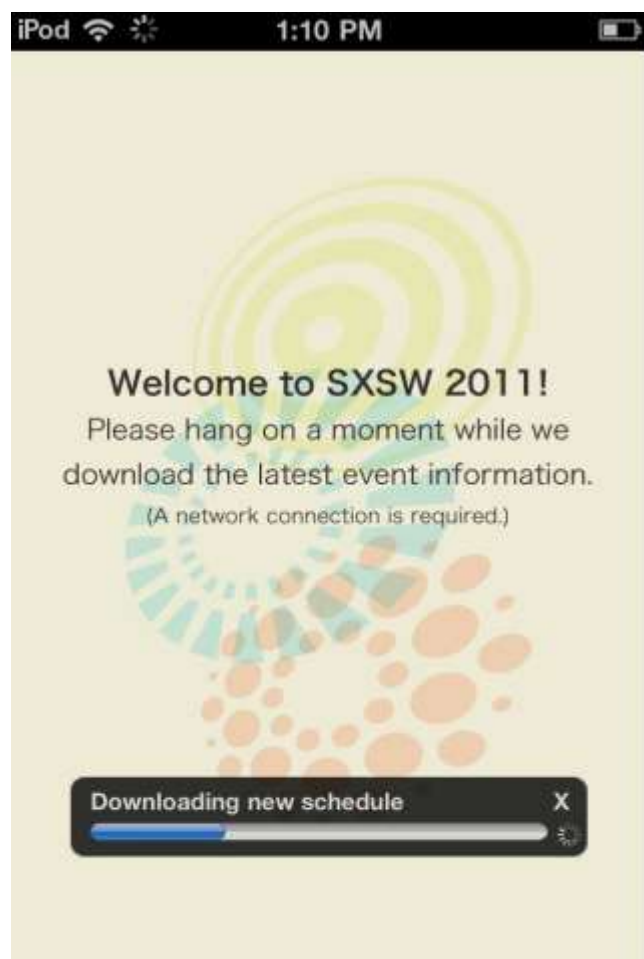 iPod 1:10 PM
Welcome to SXSW 2011!
Please hang on a moment while we
download the latest event information.
(A network connection is required.)
Downloading new schedule X